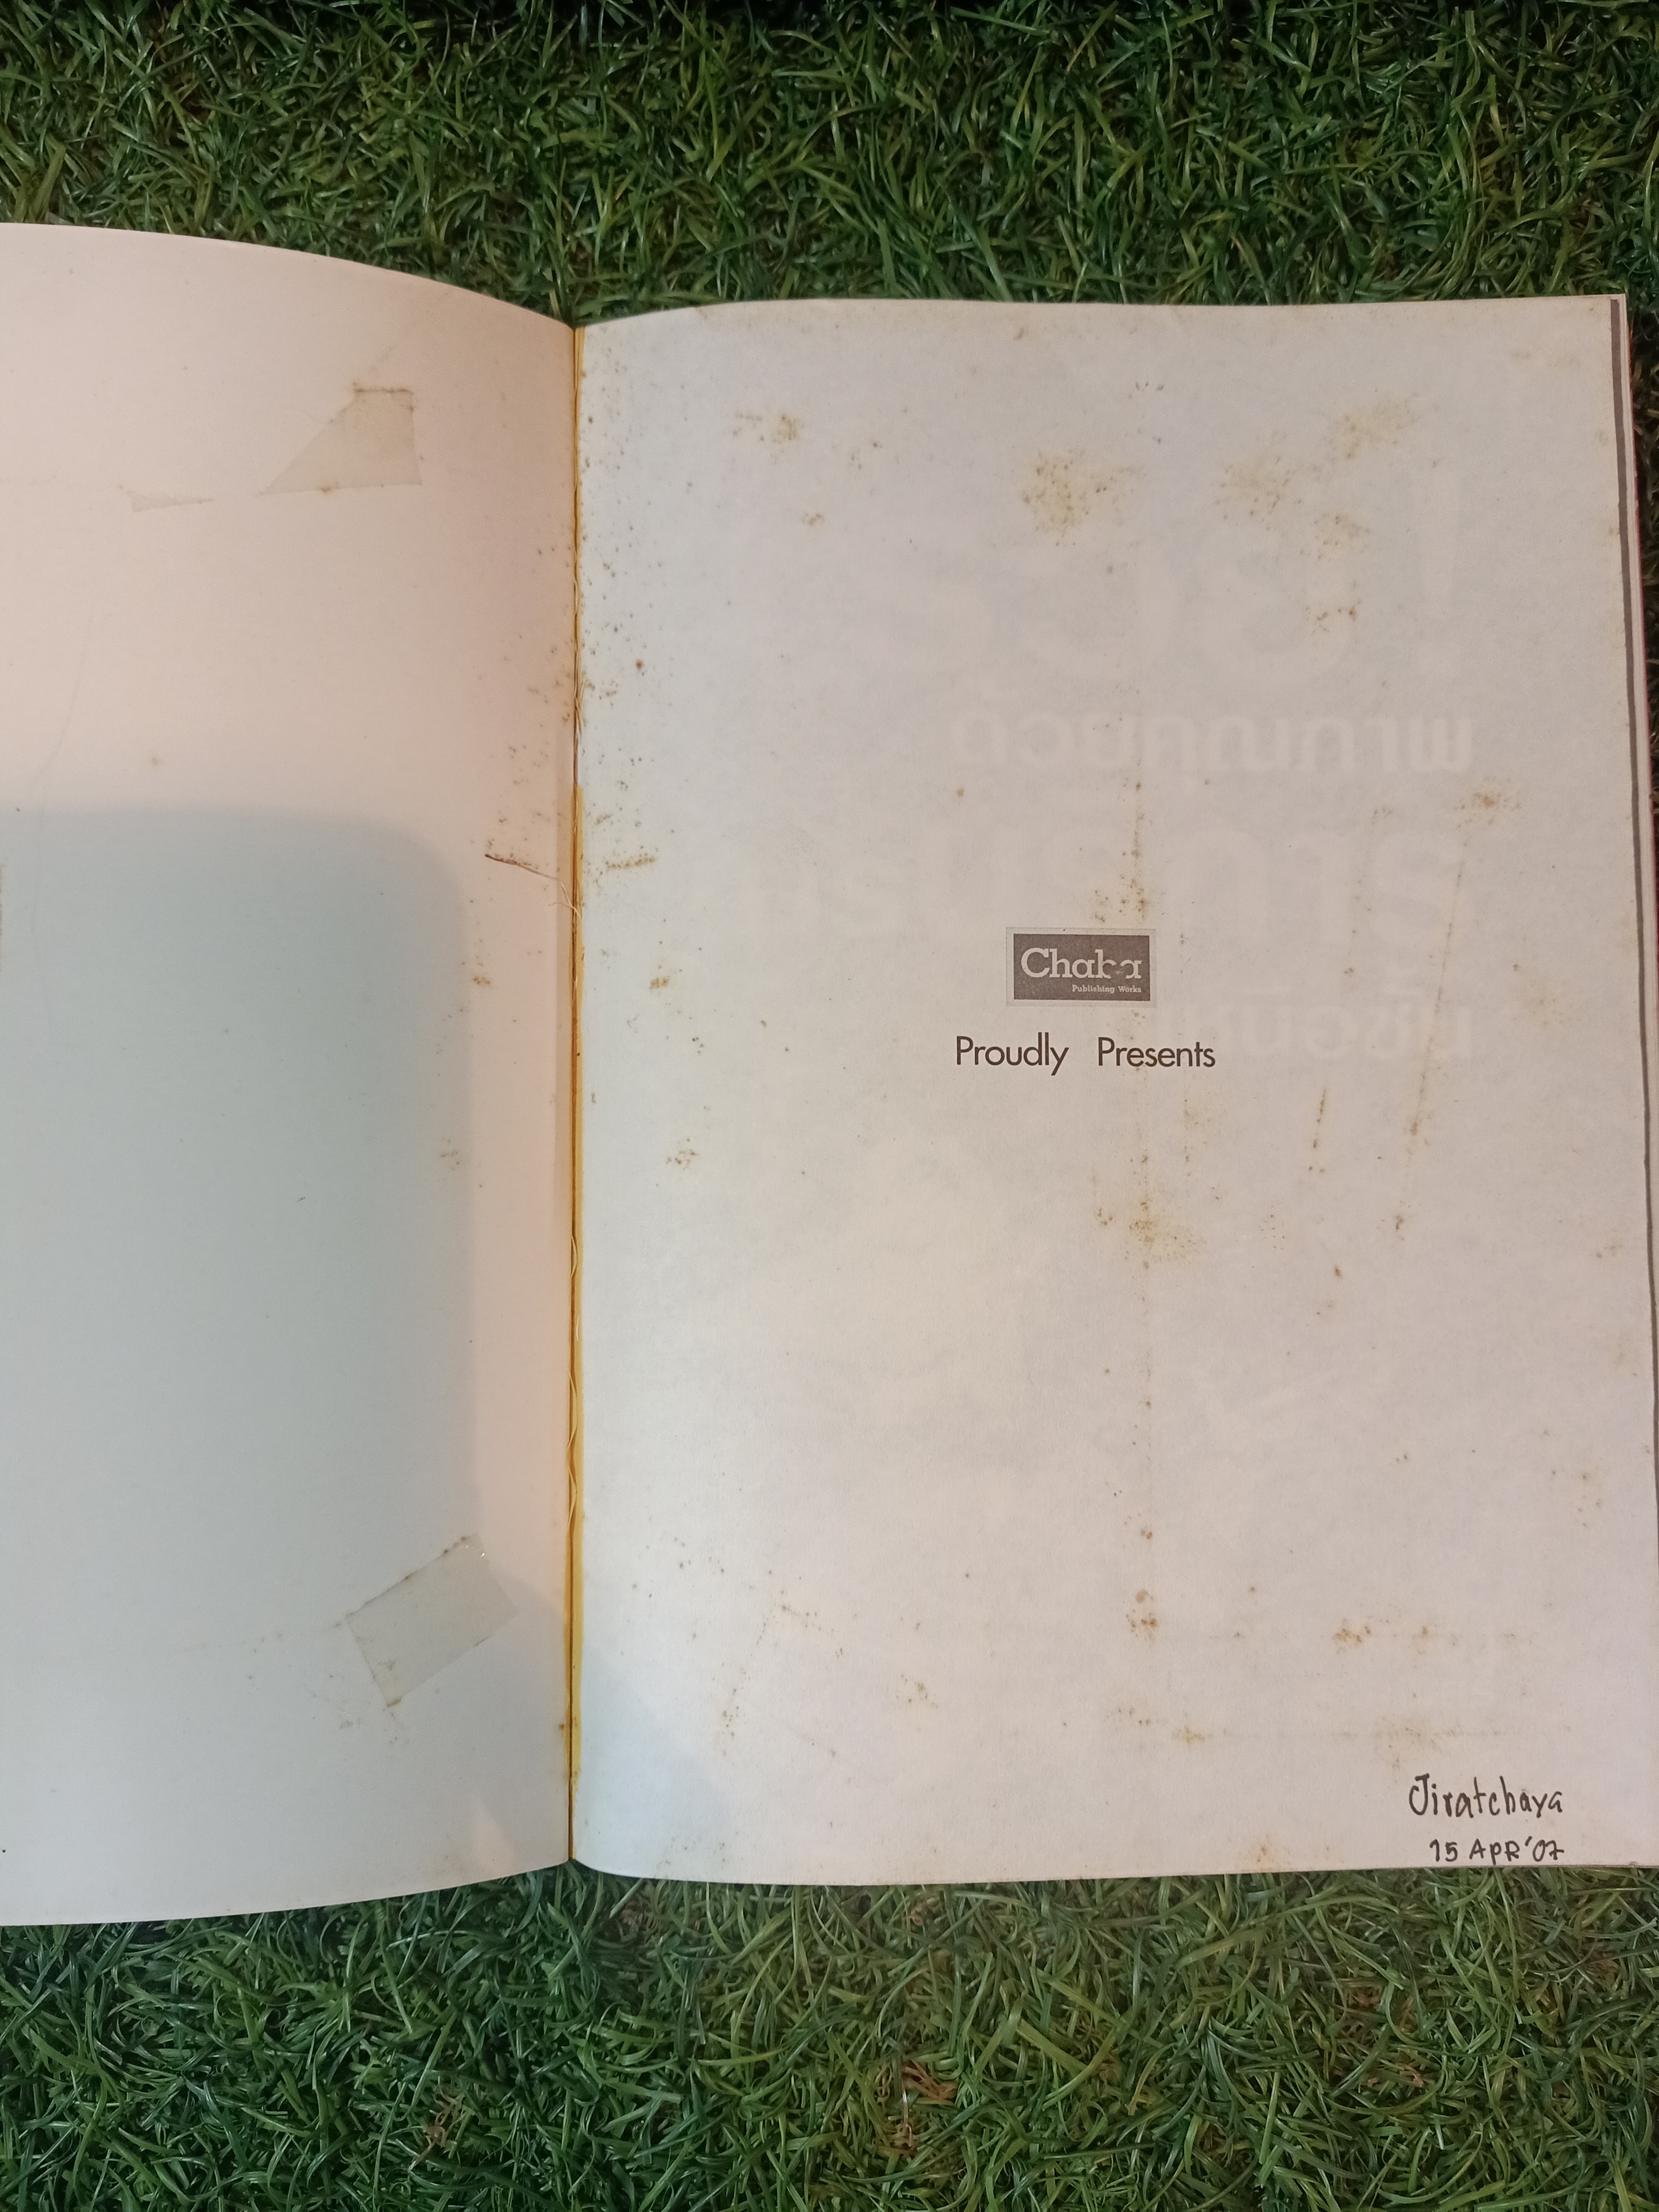 Chaba
Publishing Works
Proudly Presents
Jiratchaya
15 APR'07